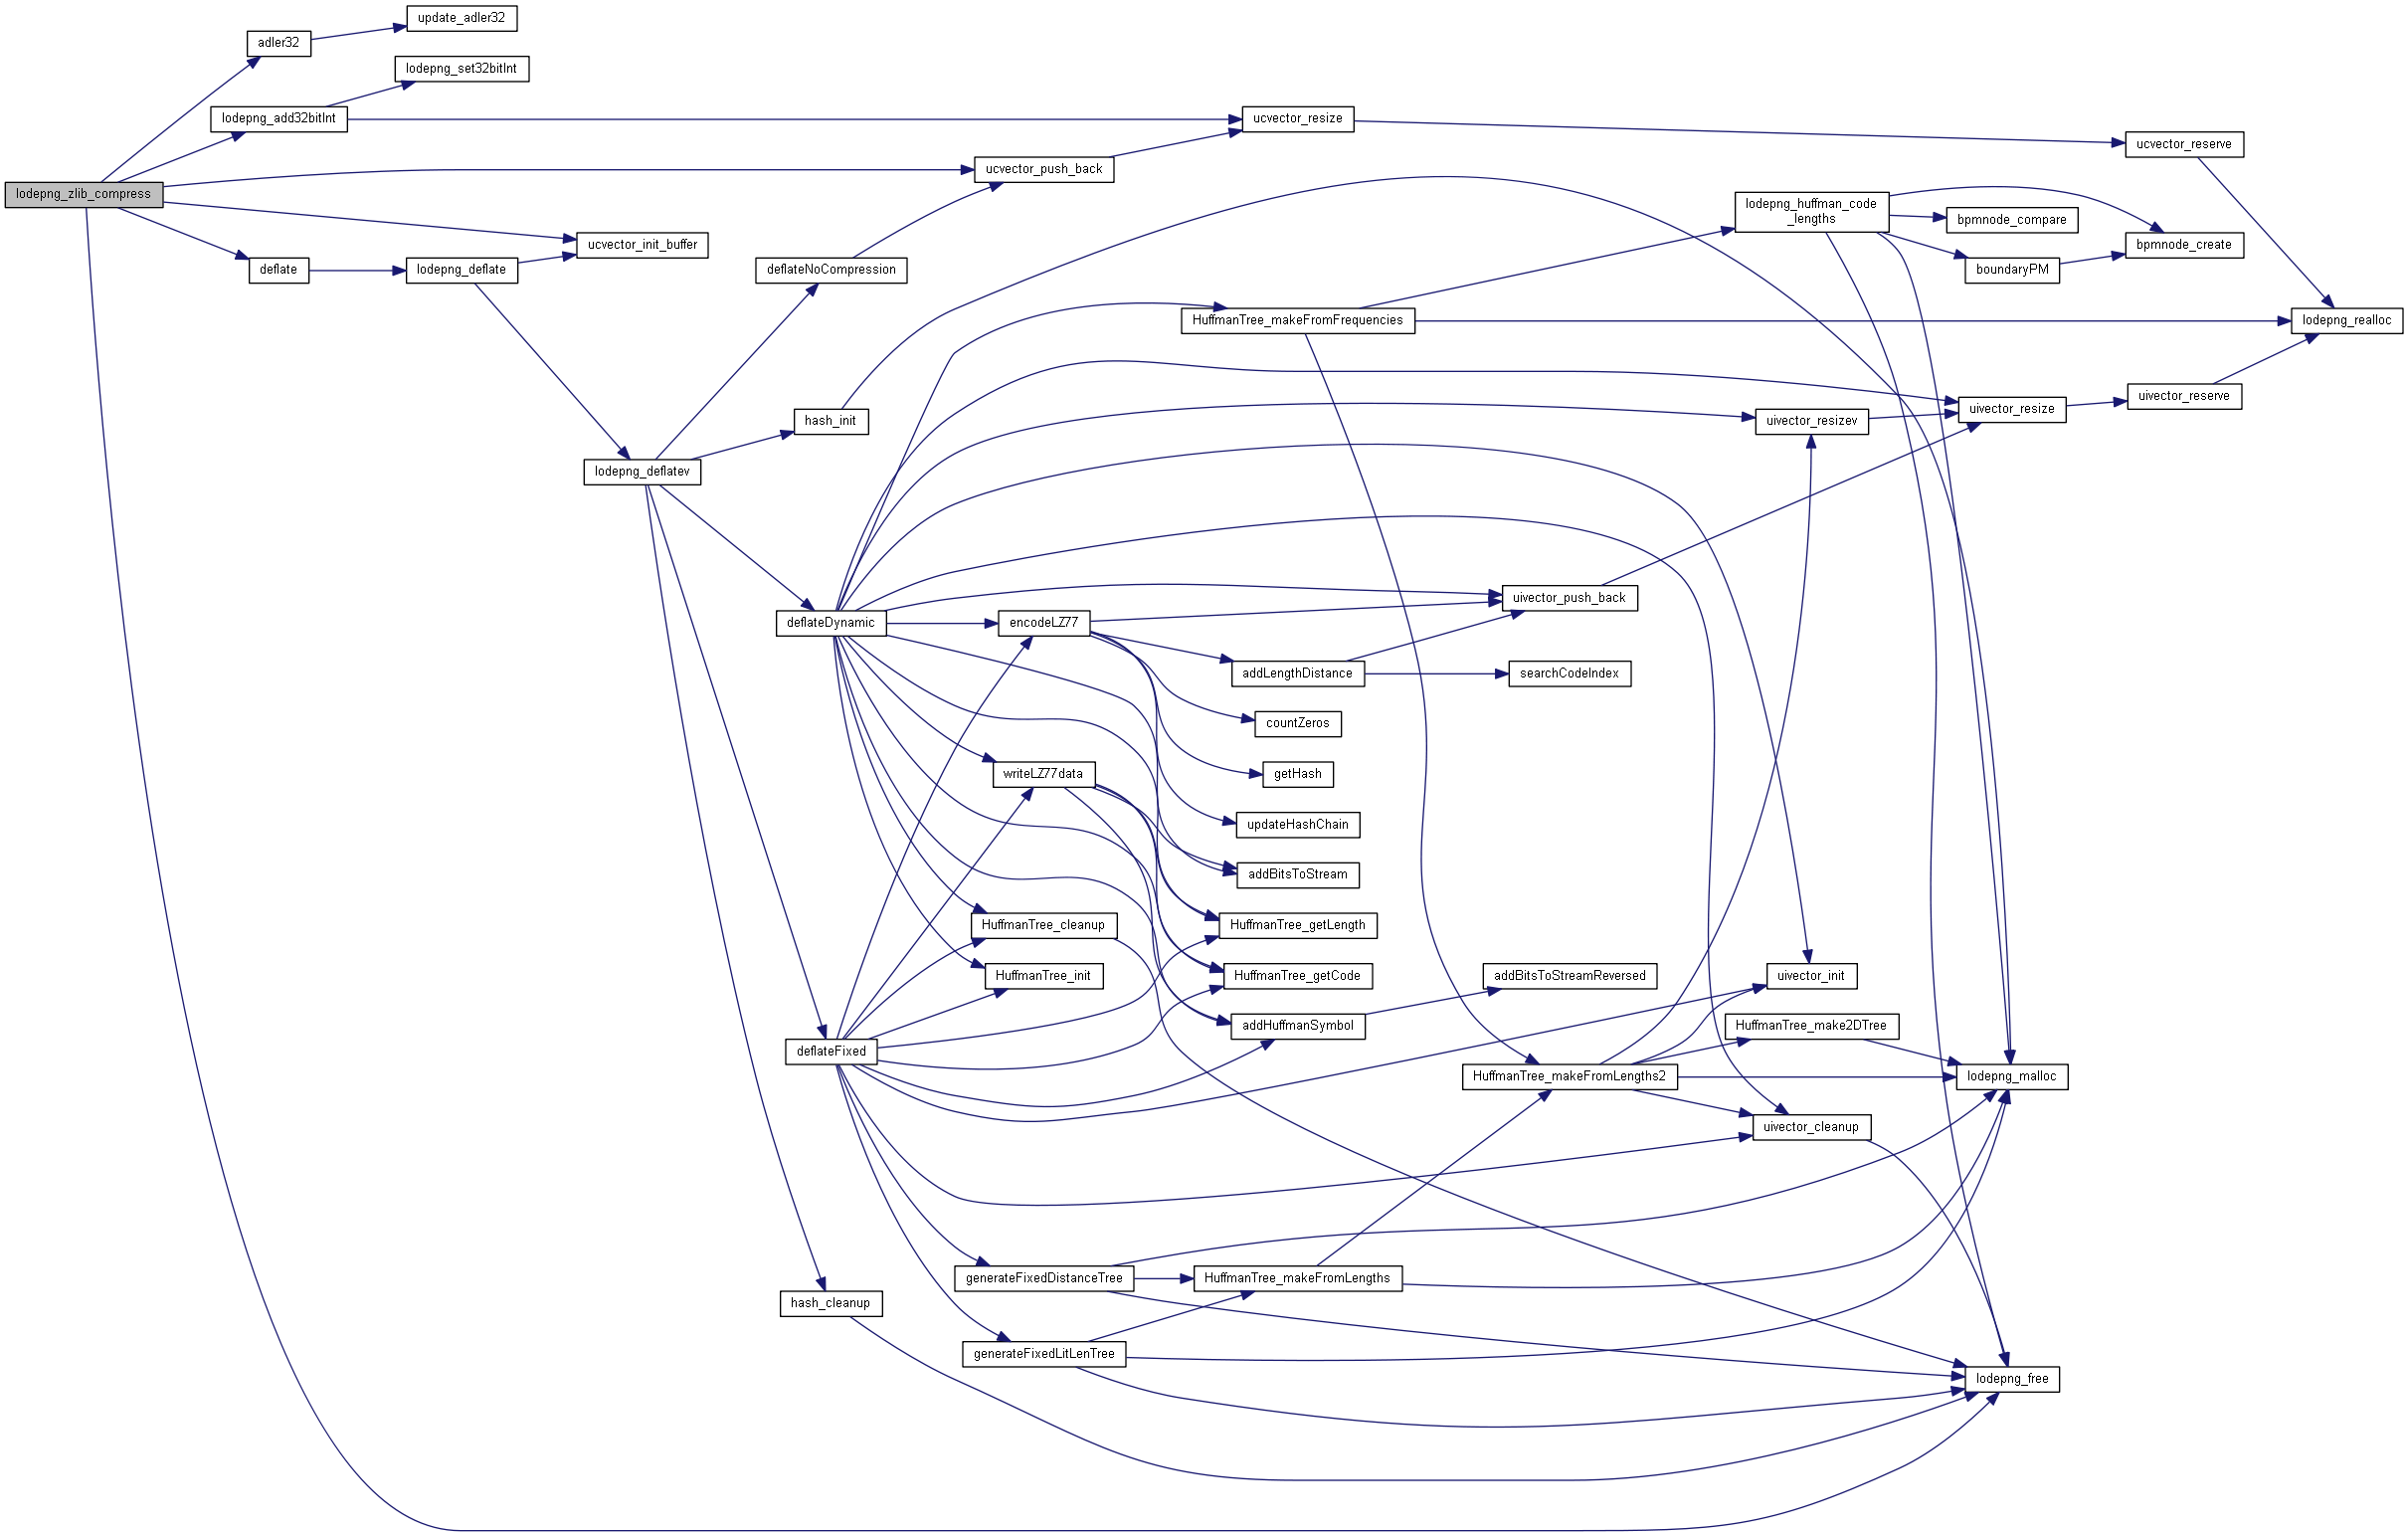 update_adler32
adler32
lodepng_set32bitInt
lodepng_add32bitInt
ucvector_resize
ucvector_reserve
ucvector_push_back
lodepng_zlib_compress
lodepng_huffman_code
_lengths
bpmnode_compare
bpmnode_create
ucvector_init_buffer
deflate
lodepng_deflate
deflateNoCompression
boundaryPM
HuffmanTree_makeFromFrequencies
lodepng_realloc
uivector_reserve
uivector_resize
hash_init
uivector_resizev
lodepng_deflatev
uivector_push_back
deflateDynamic
encodeLZ77
addLengthDistance
searchCodeIndex
countZeros
writeLZ77data
getHash
updateHashChain
addBitsToStream
HuffmanTree_cleanup
HuffmanTree_getLength
HuffmanTree_init
HuffmanTree_getCode
addBitsToStreamReversed
uivector_init
addHuffmanSymbol
HuffmanTree_make2DTree
deflateFixed
HuffmanTree_makeFromLengths2
lodepng_malloc
uivector_cleanup
generateFixedDistanceTree
HuffmanTree_makeFromLengths
hash_cleanup
generateFixedLitLenTree
lodepng_free